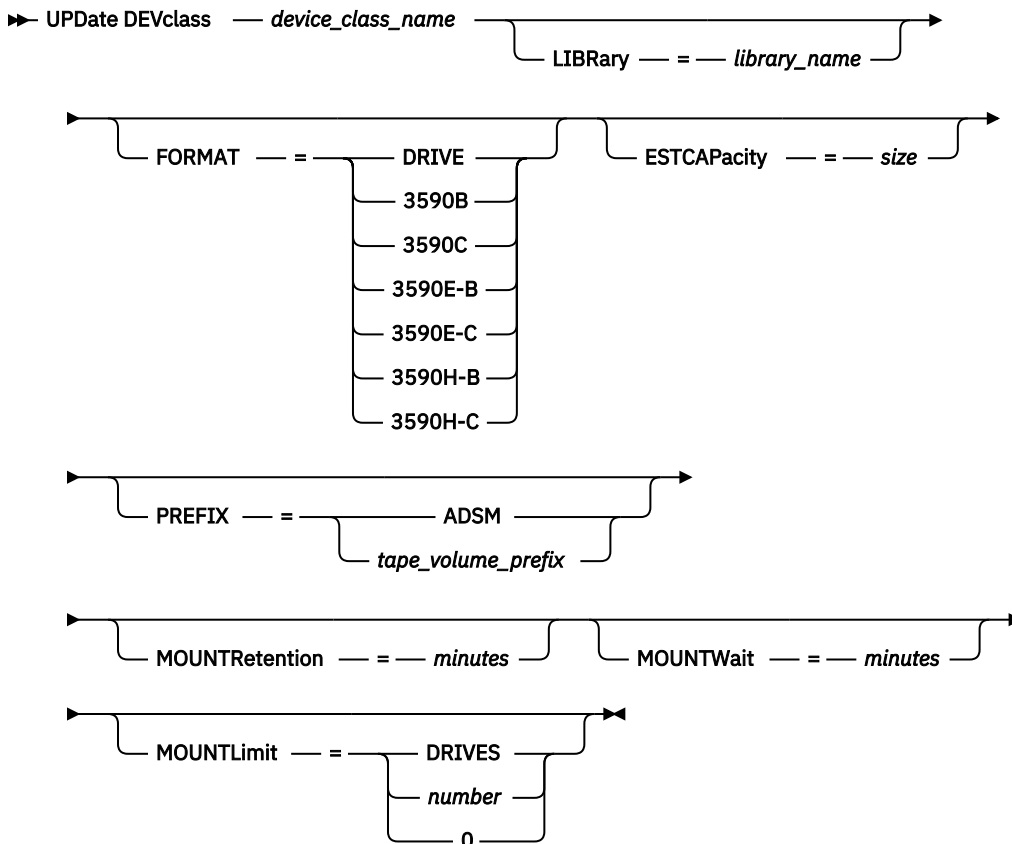 UPDate DEVclass device_class_name
LIBRary = library_name
FORMAT = DRIVE
3590B
3590C
3590E-B
3590E-C
3590H-B
3590H-C
ESTCAPacity = size
PREFIX = ADSM
tape_volume_prefix
MOUNTRetention = minutes
MOUNTWait = minutes
MOUNTLimit = DRIVES
number
0